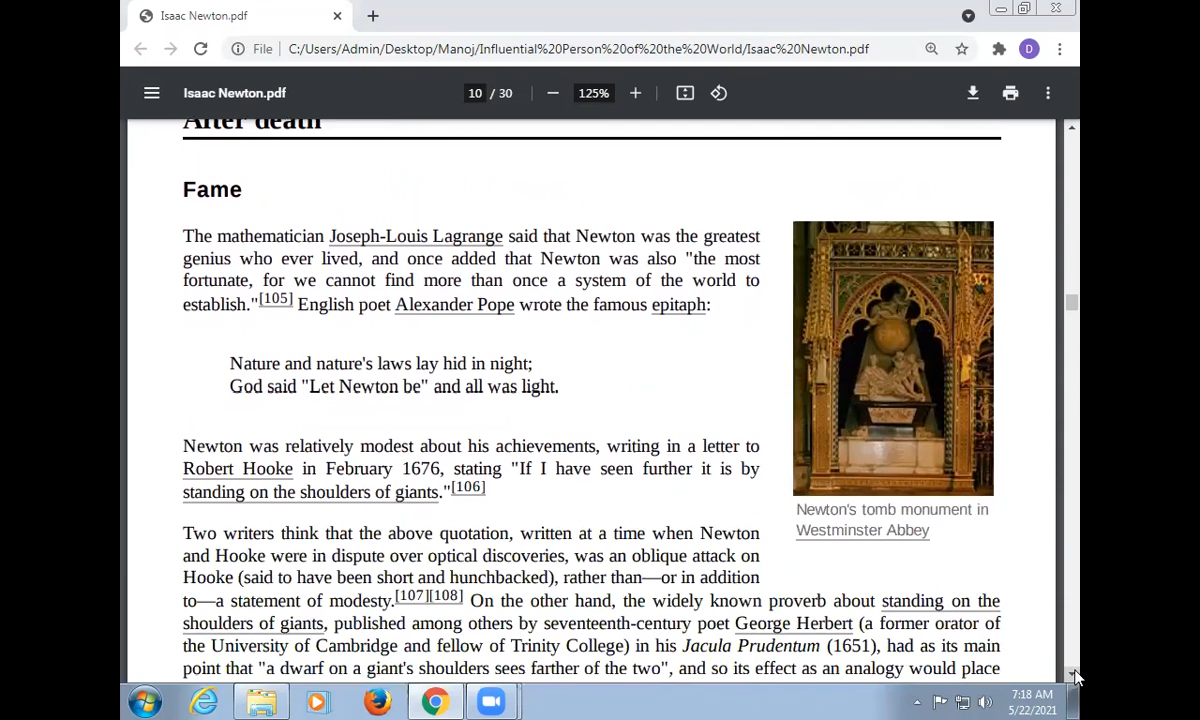 Isaac Newton.pdf
File
C:/Users/Admin/Desktop/Manoj/Influential%20Person%20of%20the%20World/Isaac%20Newton.pdf
D
Isaac Newton.pdf
10 / 30
125%
After death
Fame
The mathematician Joseph-Louis Lagrange said that Newton was the greatest
genius who ever lived, and once added that Newton was also "the most
fortunate, for we cannot find more than once a system of the world to
establish."[105] English poet Alexander Pope wrote the famous epitaph:
Nature and nature's laws lay hid in night;
God said "Let Newton be" and all was light.
Newton was relatively modest about his achievements, writing in a letter to
Robert Hooke in February 1676, stating "If I have seen further it is by
standing on the shoulders of giants."[106]
Newton's tomb monument in
Westminster Abbey
Two writers think that the above quotation, written at a time when Newton
and Hooke were in dispute over optical discoveries, was an oblique attack on
Hooke (said to have been short and hunchbacked), rather than—or in addition
to—a statement of modesty.[107][108] On the other hand, the widely known proverb about standing on the
shoulders of giants, published among others by seventeenth-century poet George Herbert (a former orator of
the University of Cambridge and fellow of Trinity College) in his Jacula Prudentum (1651), had as its main
point that "a dwarf on a giant's shoulders sees farther of the two", and so its effect as an analogy would place
7:18 AM
5/22/2021